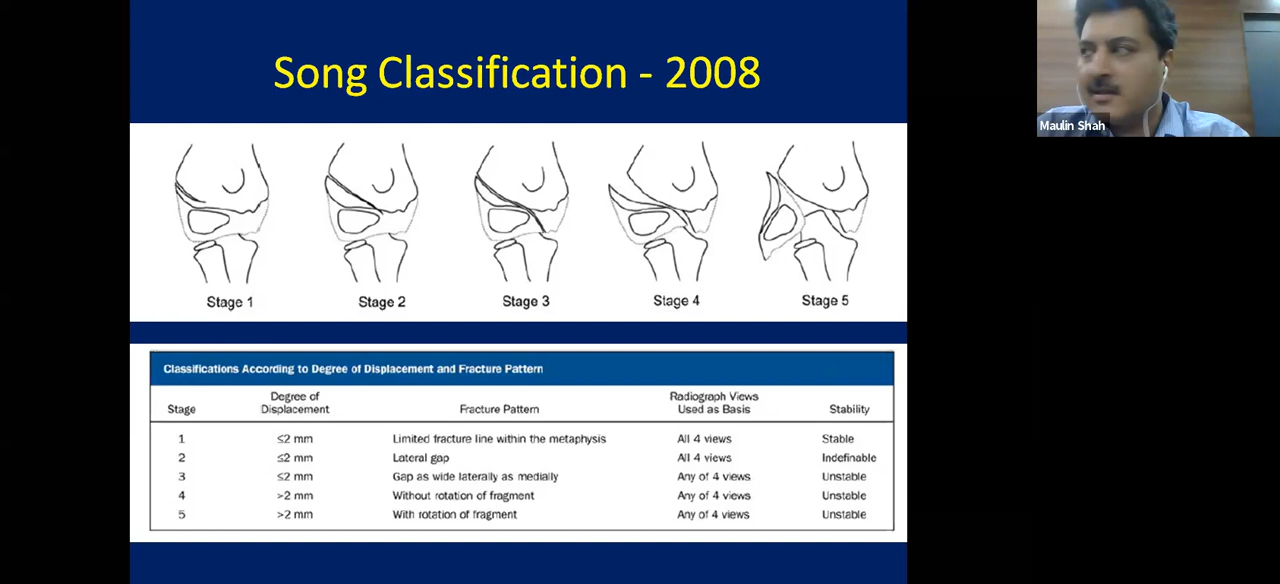 Song Classification - 2008
Maulin Shah
Stage 1 Stage 2 Stage 3 Stage 4 Stage 5
Classifications According to Degree of Displacement and Fracture Pattern
Stage Degree of Displacement Fracture Pattern Radiograph Views Used as Basis Stability
1 ≤2 mm Limited fracture line within the metaphysis All 4 views Stable
2 ≤2 mm Lateral gap All 4 views Indefinable
3 ≤2 mm Gap as wide laterally as medially Any of 4 views Unstable
4 >2 mm Without rotation of fragment Any of 4 views Unstable
5 >2 mm With rotation of fragment Any of 4 views Unstable